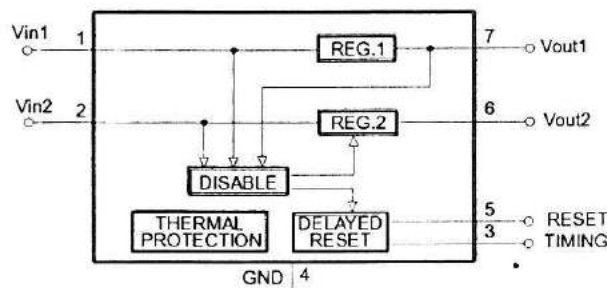 Vin1 1 REG.1 7 Vout1
Vin2 2 REG.2 6 Vout2
DISABLE
THERMAL PROTECTION
DELAYED RESET
5 RESET
3 TIMING
GND 4